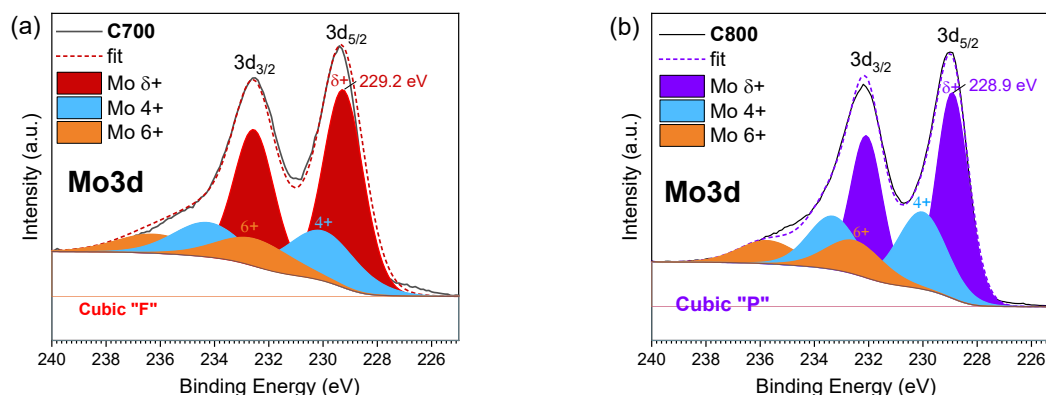 (a)
C700
fit
Mo δ+
Mo 4+
Mo 6+
3d3/2
3d5/2
δ+
229.2 eV
Mo3d
6+
4+
Cubic "F"
Intensity (a.u.)
240 238 236 234 232 230 228 226
Binding Energy (eV)
(b)
C800
fit
Mo δ+
Mo 4+
Mo 6+
3d3/2
3d5/2
δ+
228.9 eV
Mo3d
6+
4+
Cubic "P"
Intensity (a.u.)
240 238 236 234 232 230 228 226
Binding Energy (eV)